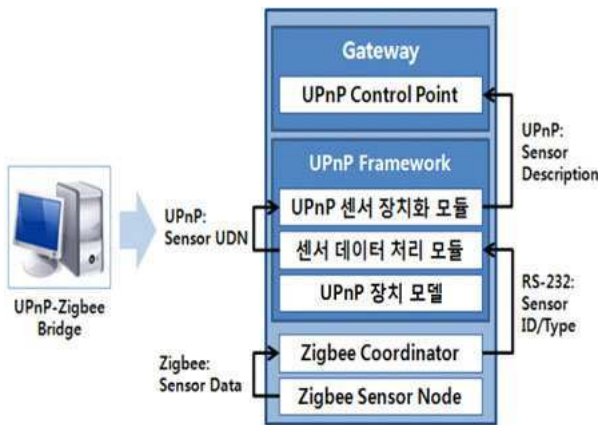 Gateway
UPnP Control Point
UPnP:
Sensor
Description
UPnP Framework
UPnP 센서 장치화 모듈
UPnP:
Sensor UDN
센서 데이터 처리 모듈
UPnP 장치 모델
RS-232:
Sensor
ID/Type
UPnP-Zigbee
Bridge
Zigbee:
Sensor Data
Zigbee Coordinator
Zigbee Sensor Node